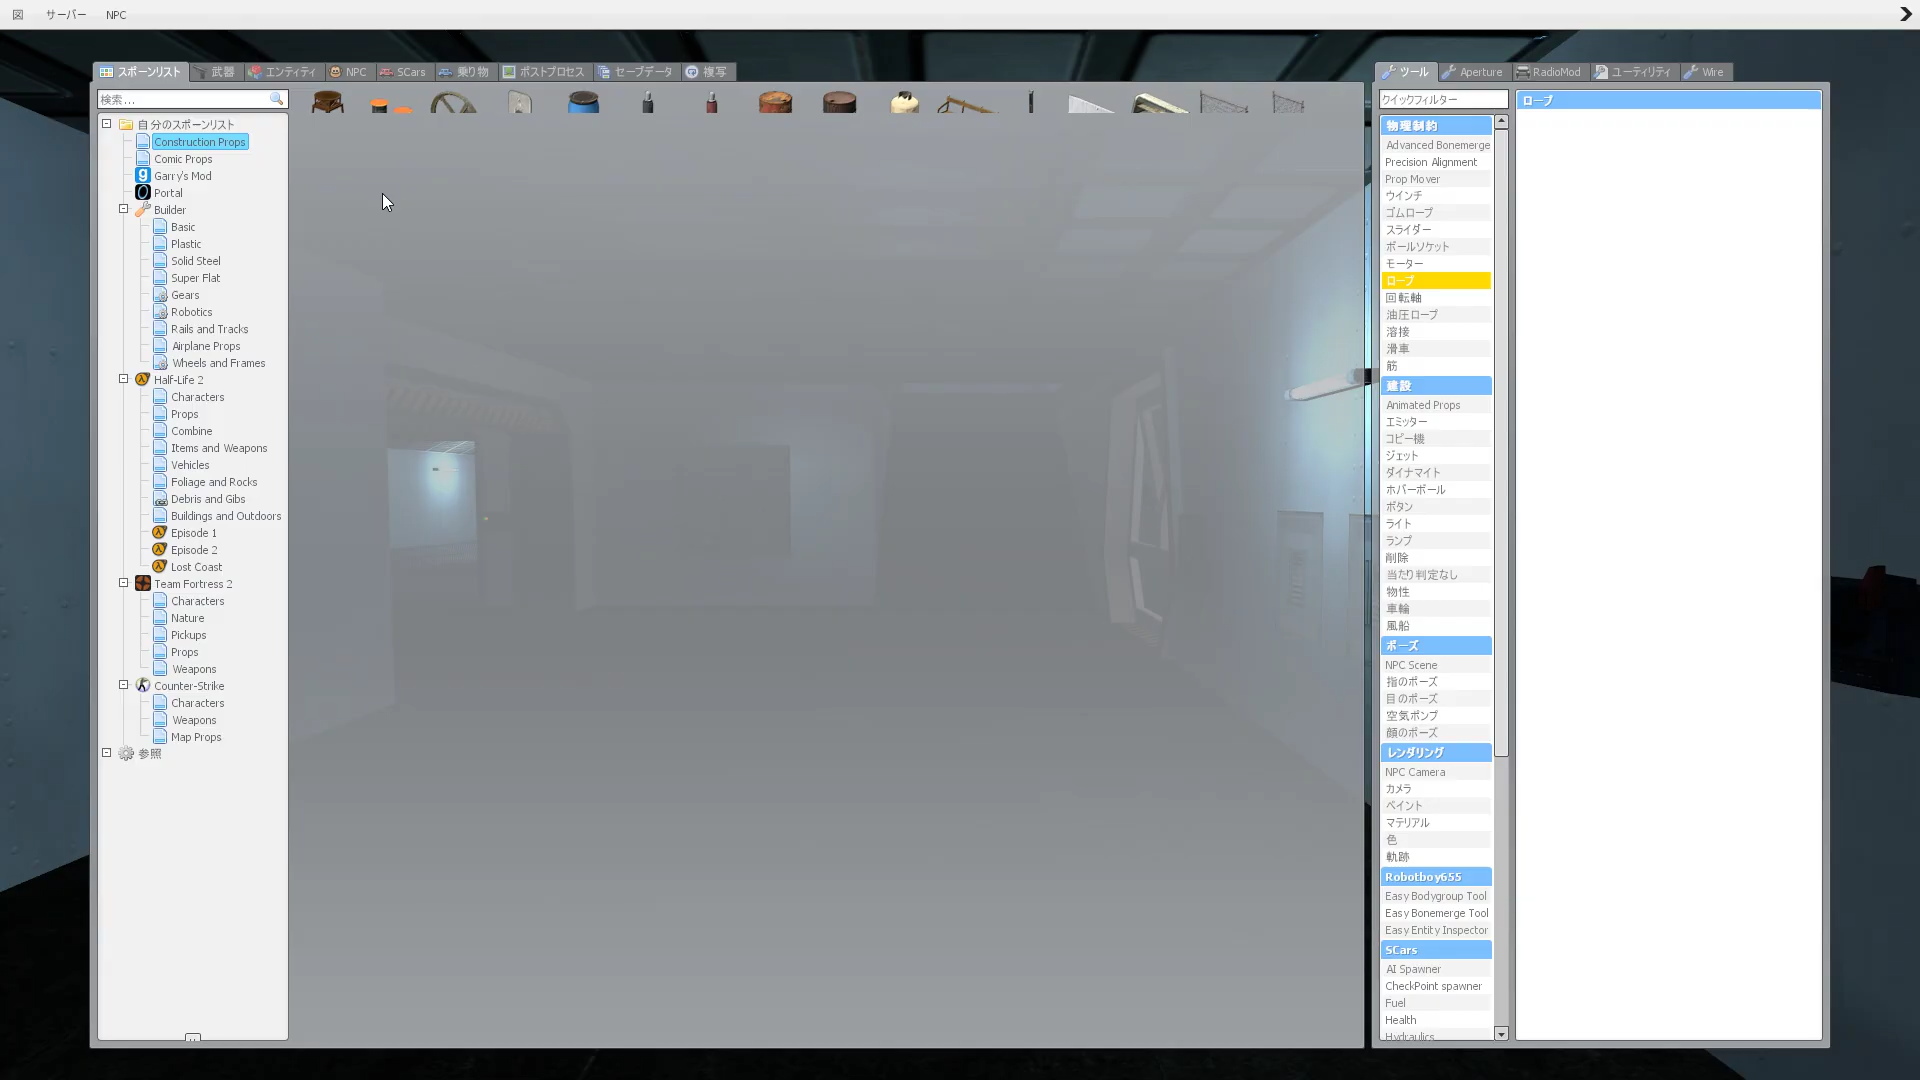 図 サーバー NPC
スポーンリスト 武器 エンティティ NPC SCars 乗り物 ポストプロセス セーブデータ 複写
ツール Aperture RadioMod ユーティリティ Wire
検索...
自分のスポーンリスト
Construction Props
Comic Props
Garry's Mod
Portal
Builder
Basic
Plastic
Solid Steel
Super Flat
Gears
Robotics
Rails and Tracks
Airplane Props
Wheels and Frames
Half-Life 2
Characters
Props
Combine
Items and Weapons
Vehicles
Foliage and Rocks
Debris and Gibs
Buildings and Outdoors
Episode 1
Episode 2
Lost Coast
Team Fortress 2
Characters
Nature
Pickups
Props
Weapons
Counter-Strike
Characters
Weapons
Map Props
参照
クイックフィルター
物理制約
Advanced Bonemerge
Precision Alignment
Prop Mover
ウインチ
ゴムロープ
スライダー
ボールソケット
モーター
ロープ
回転軸
油圧ロープ
溶接
滑車
筋
建設
Animated Props
エミッター
コピー機
ジェット
ダイナマイト
ホバーボール
ボタン
ライト
ランプ
削除
当たり判定なし
物性
車輪
風船
ポーズ
NPC Scene
指のポーズ
目のポーズ
空気ポンプ
顔のポーズ
レンダリング
NPC Camera
カメラ
ペイント
マテリアル
色
軌跡
Robotboy655
Easy Bodygroup Tool
Easy Bonemerge Tool
Easy Entity Inspector
SCars
AI Spawner
CheckPoint spawner
Fuel
Health
Hydraulics
ロープ